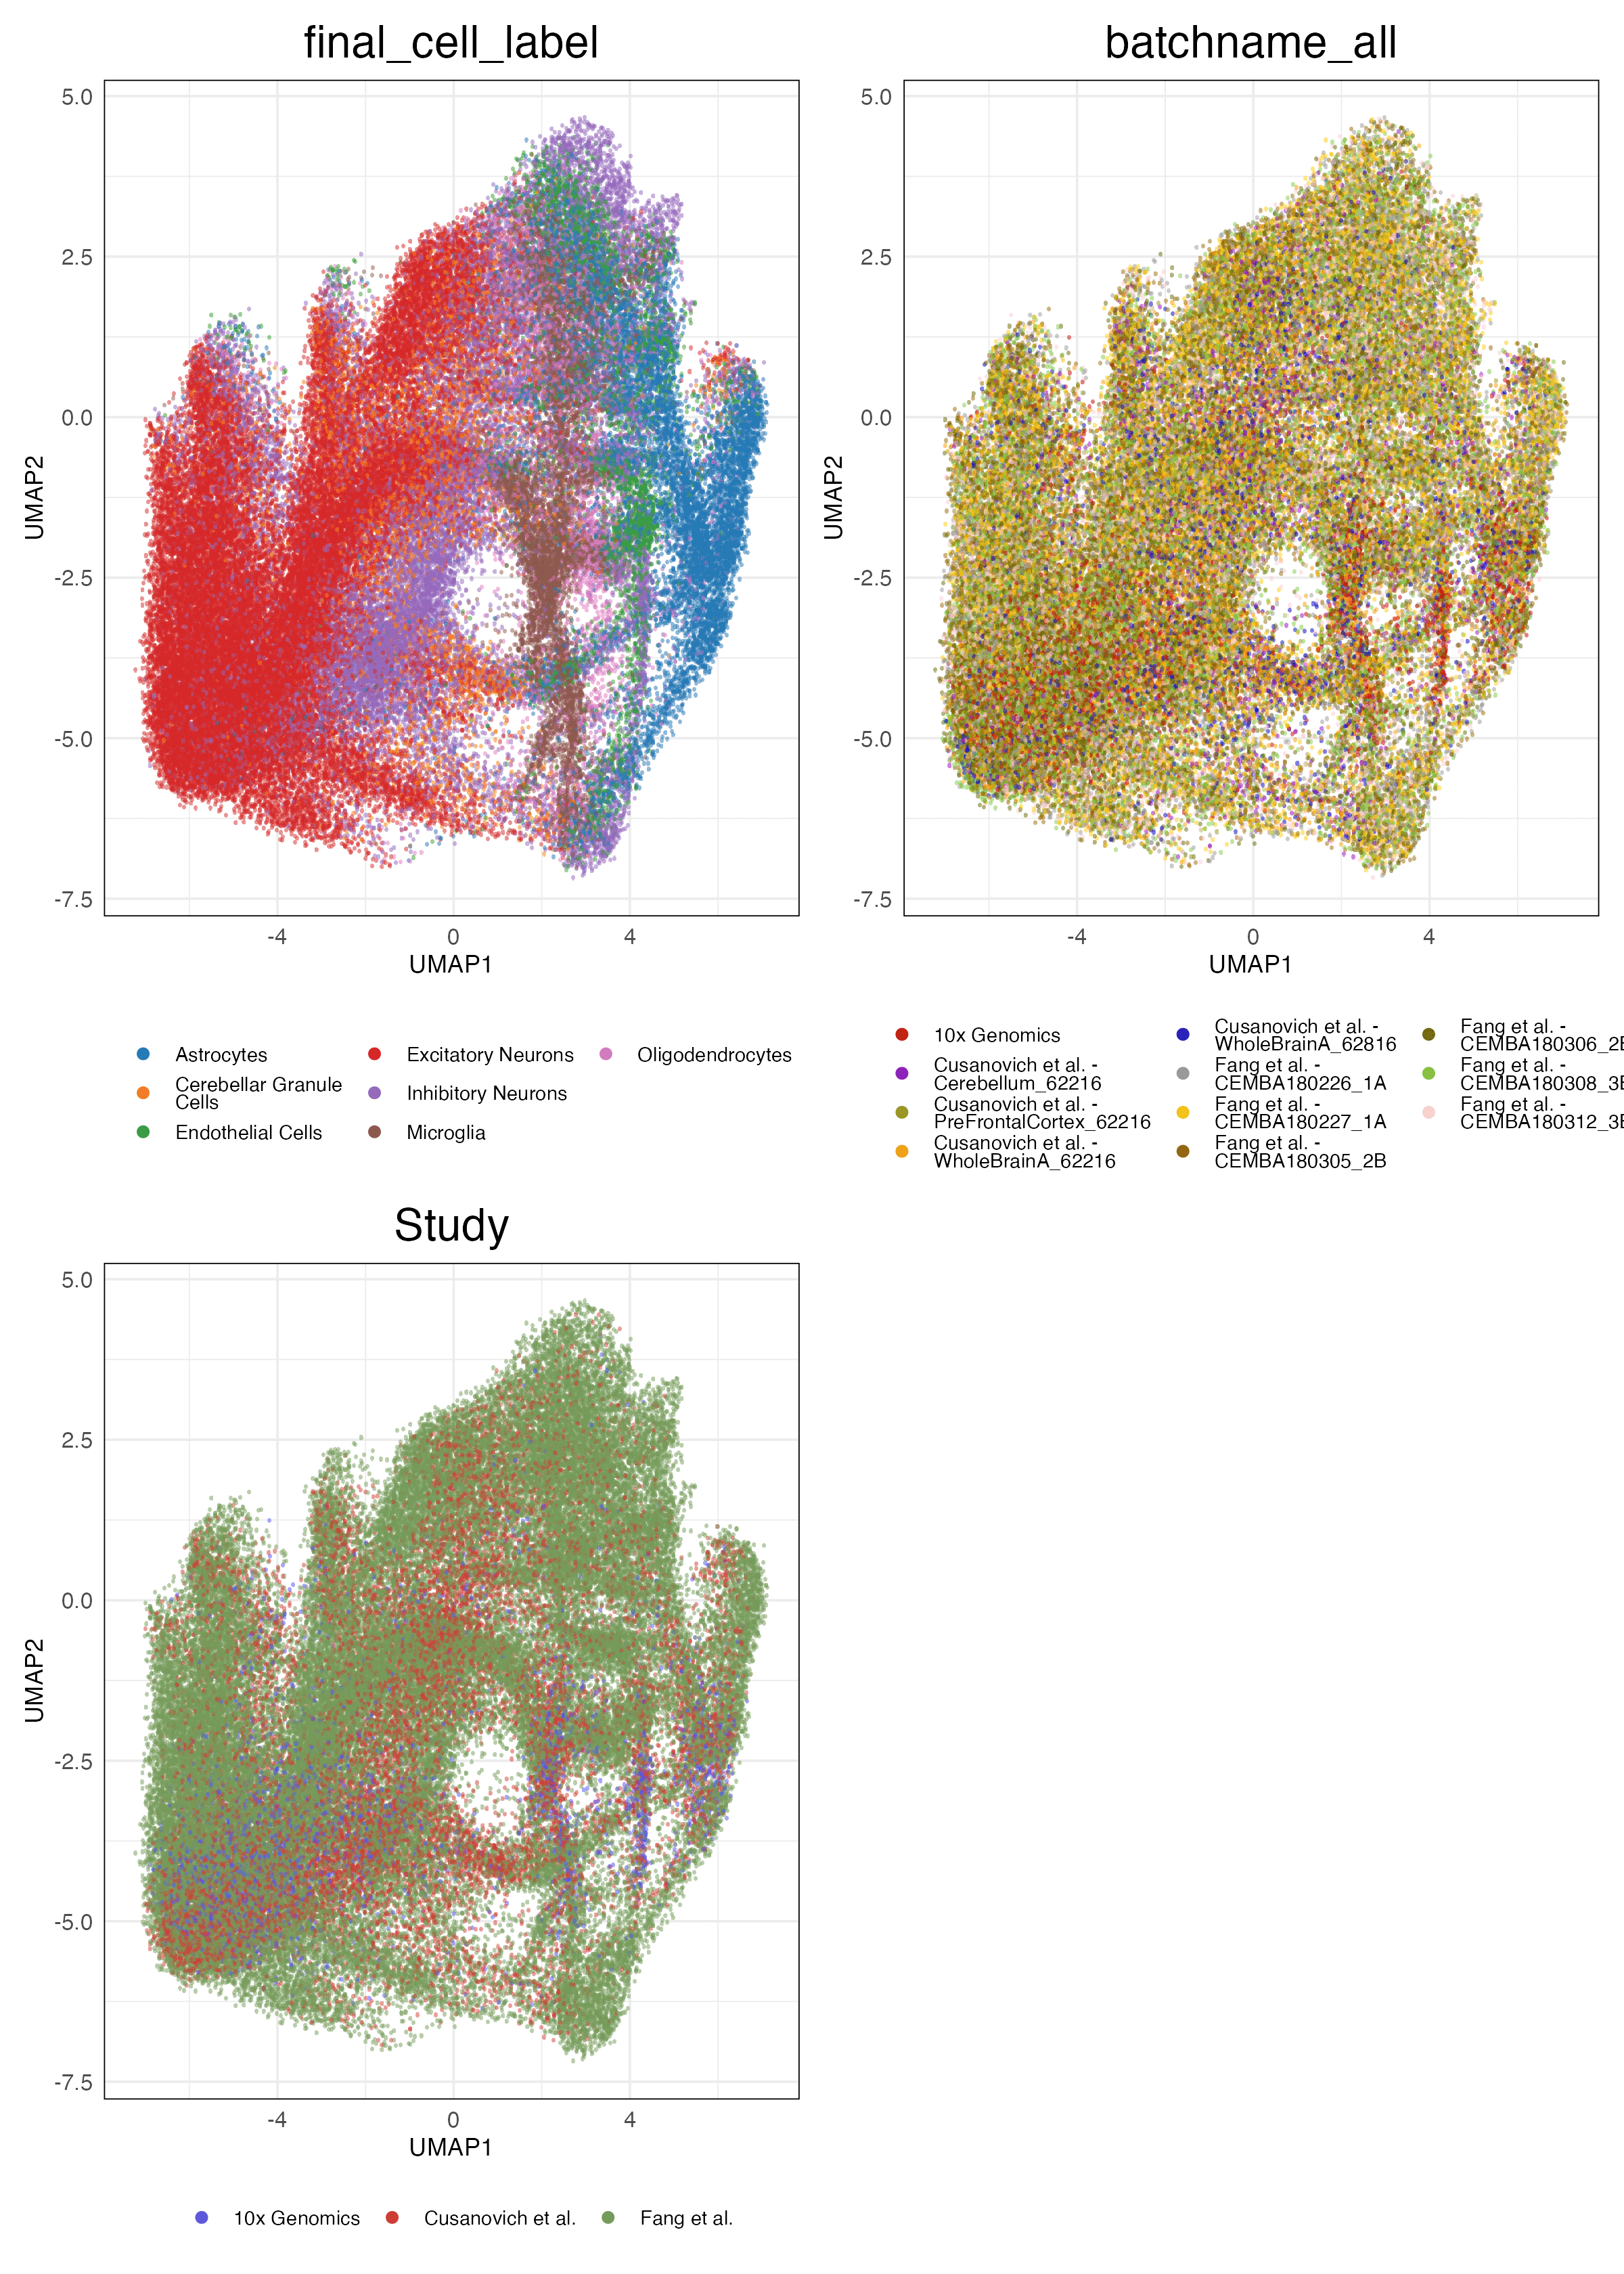 final_cell_label
5.0
2.5
0.0
-2.5
-5.0
-7.5
UMAP2
-4 0 4
UMAP1
Astrocytes
Cerebellar Granule
Cells
Endothelial Cells
Excitatory Neurons
Inhibitory Neurons
Microglia
Oligodendrocytes
batchname_all
5.0
2.5
0.0
-2.5
-5.0
-7.5
UMAP2
-4 0 4
UMAP1
10x Genomics
Cusanovich et al. -
Cerebellum_62216
Cusanovich et al. -
PreFrontalCortex_62216
Cusanovich et al. -
WholeBrainA_62216
Cusanovich et al. -
WholeBrainA_62816
Fang et al. -
CEMBA180226_1A
Fang et al. -
CEMBA180227_1A
Fang et al. -
CEMBA180305_2B
Fang et al. -
CEMBA180306_2
Fang et al. -
CEMBA180308_3
Fang et al. -
CEMBA180312_3
Study
5.0
2.5
0.0
-2.5
-5.0
-7.5
UMAP2
-4 0 4
UMAP1
10x Genomics Cusanovich et al. Fang et al.